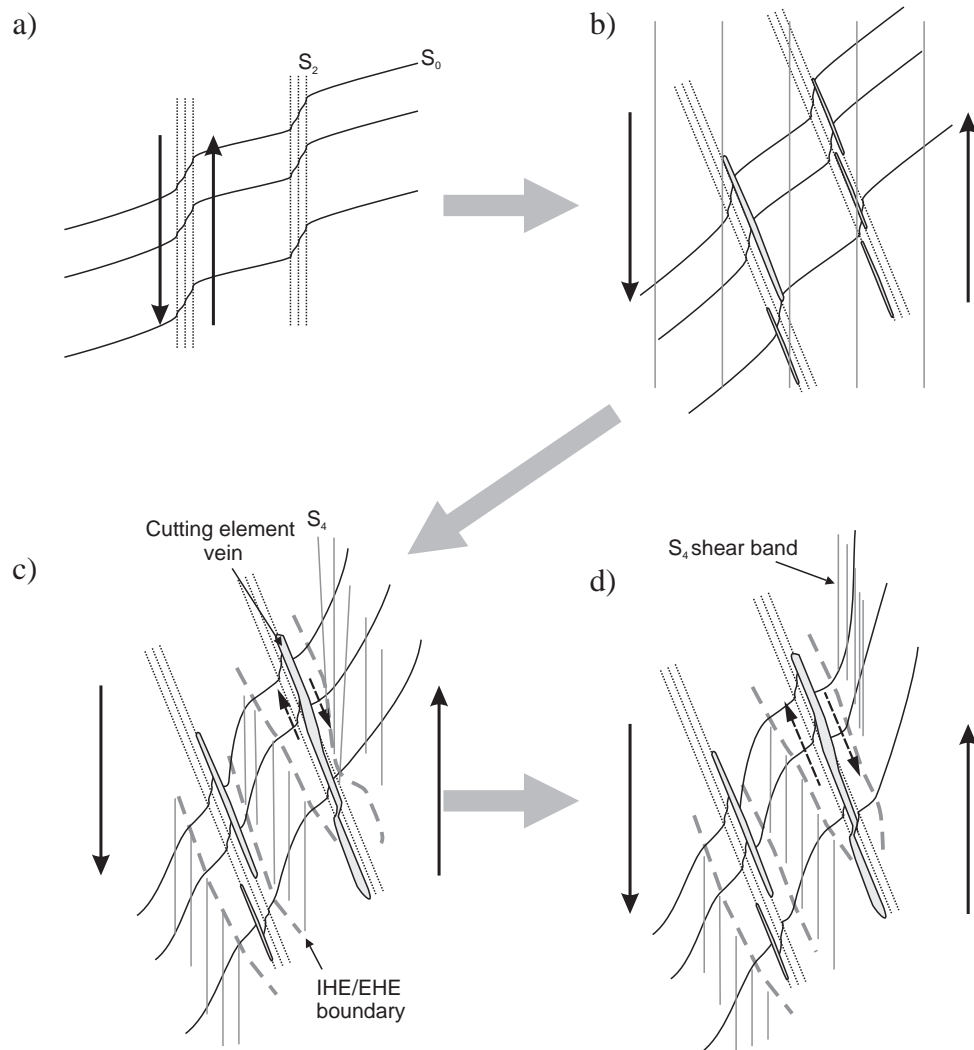 a)
S₂
S₀
b)
c)
Cutting element
vein
S₄
IHE/EHE
boundary
d)
S₄ shear band